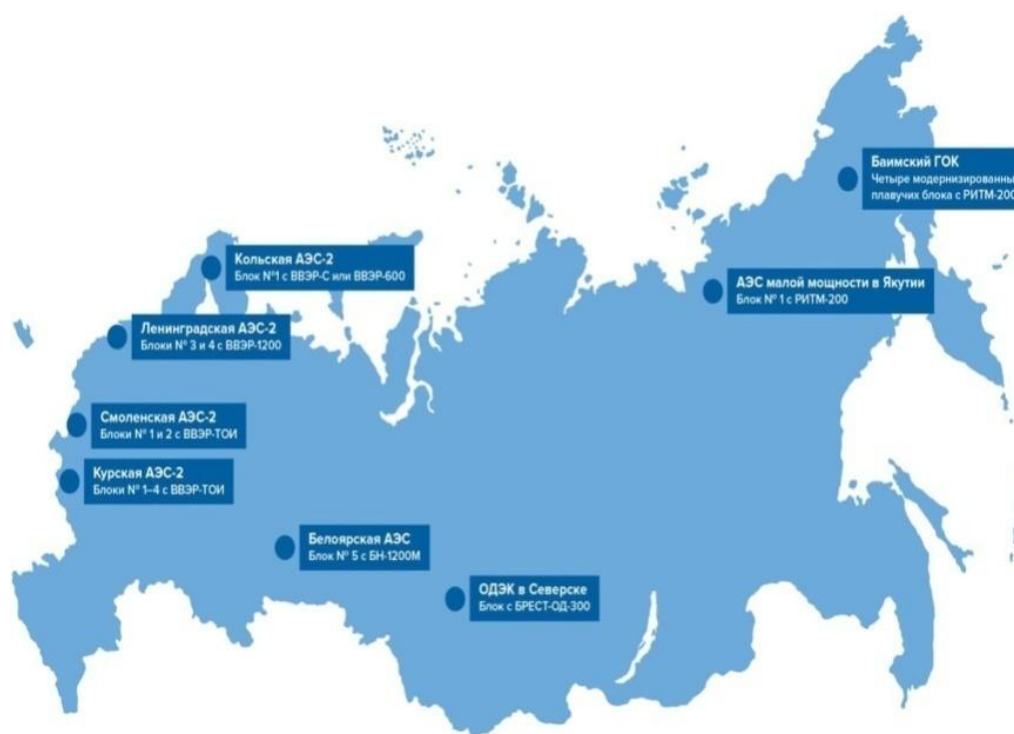 Баимский ГОК
Четыре модернизированны
плавучих блока с РИТМ-200
Кольская АЭС-2
Блок №1 с ВВЭР-С или ВВЭР-600
АЭС малой мощности в Якутии
Блок № 1 с РИТМ-200
Ленинградская АЭС-2
Блоки № 3 и 4 с ВВЭР-1200
Смоленская АЭС-2
Блоки № 1 и 2 с ВВЭР-ТОИ
Курская АЭС-2
Блоки № 1–4 с ВВЭР-ТОИ
Белоярская АЭС
Блок № 5 с БН-1200М
ОДЭК в Северске
Блок с БРЕСТ-ОД-300